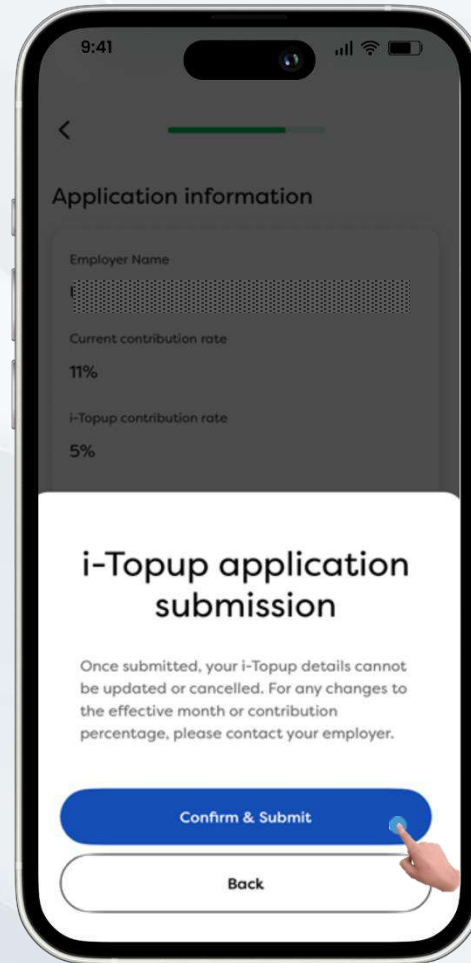 9:41
Application information
Employer Name
Current contribution rate
11%
i-Topup contribution rate
5%
i-Topup application
submission
Once submitted, your i-Topup details cannot
be updated or cancelled. For any changes to
the effective month or contribution
percentage, please contact your employer.
Confirm & Submit
Back